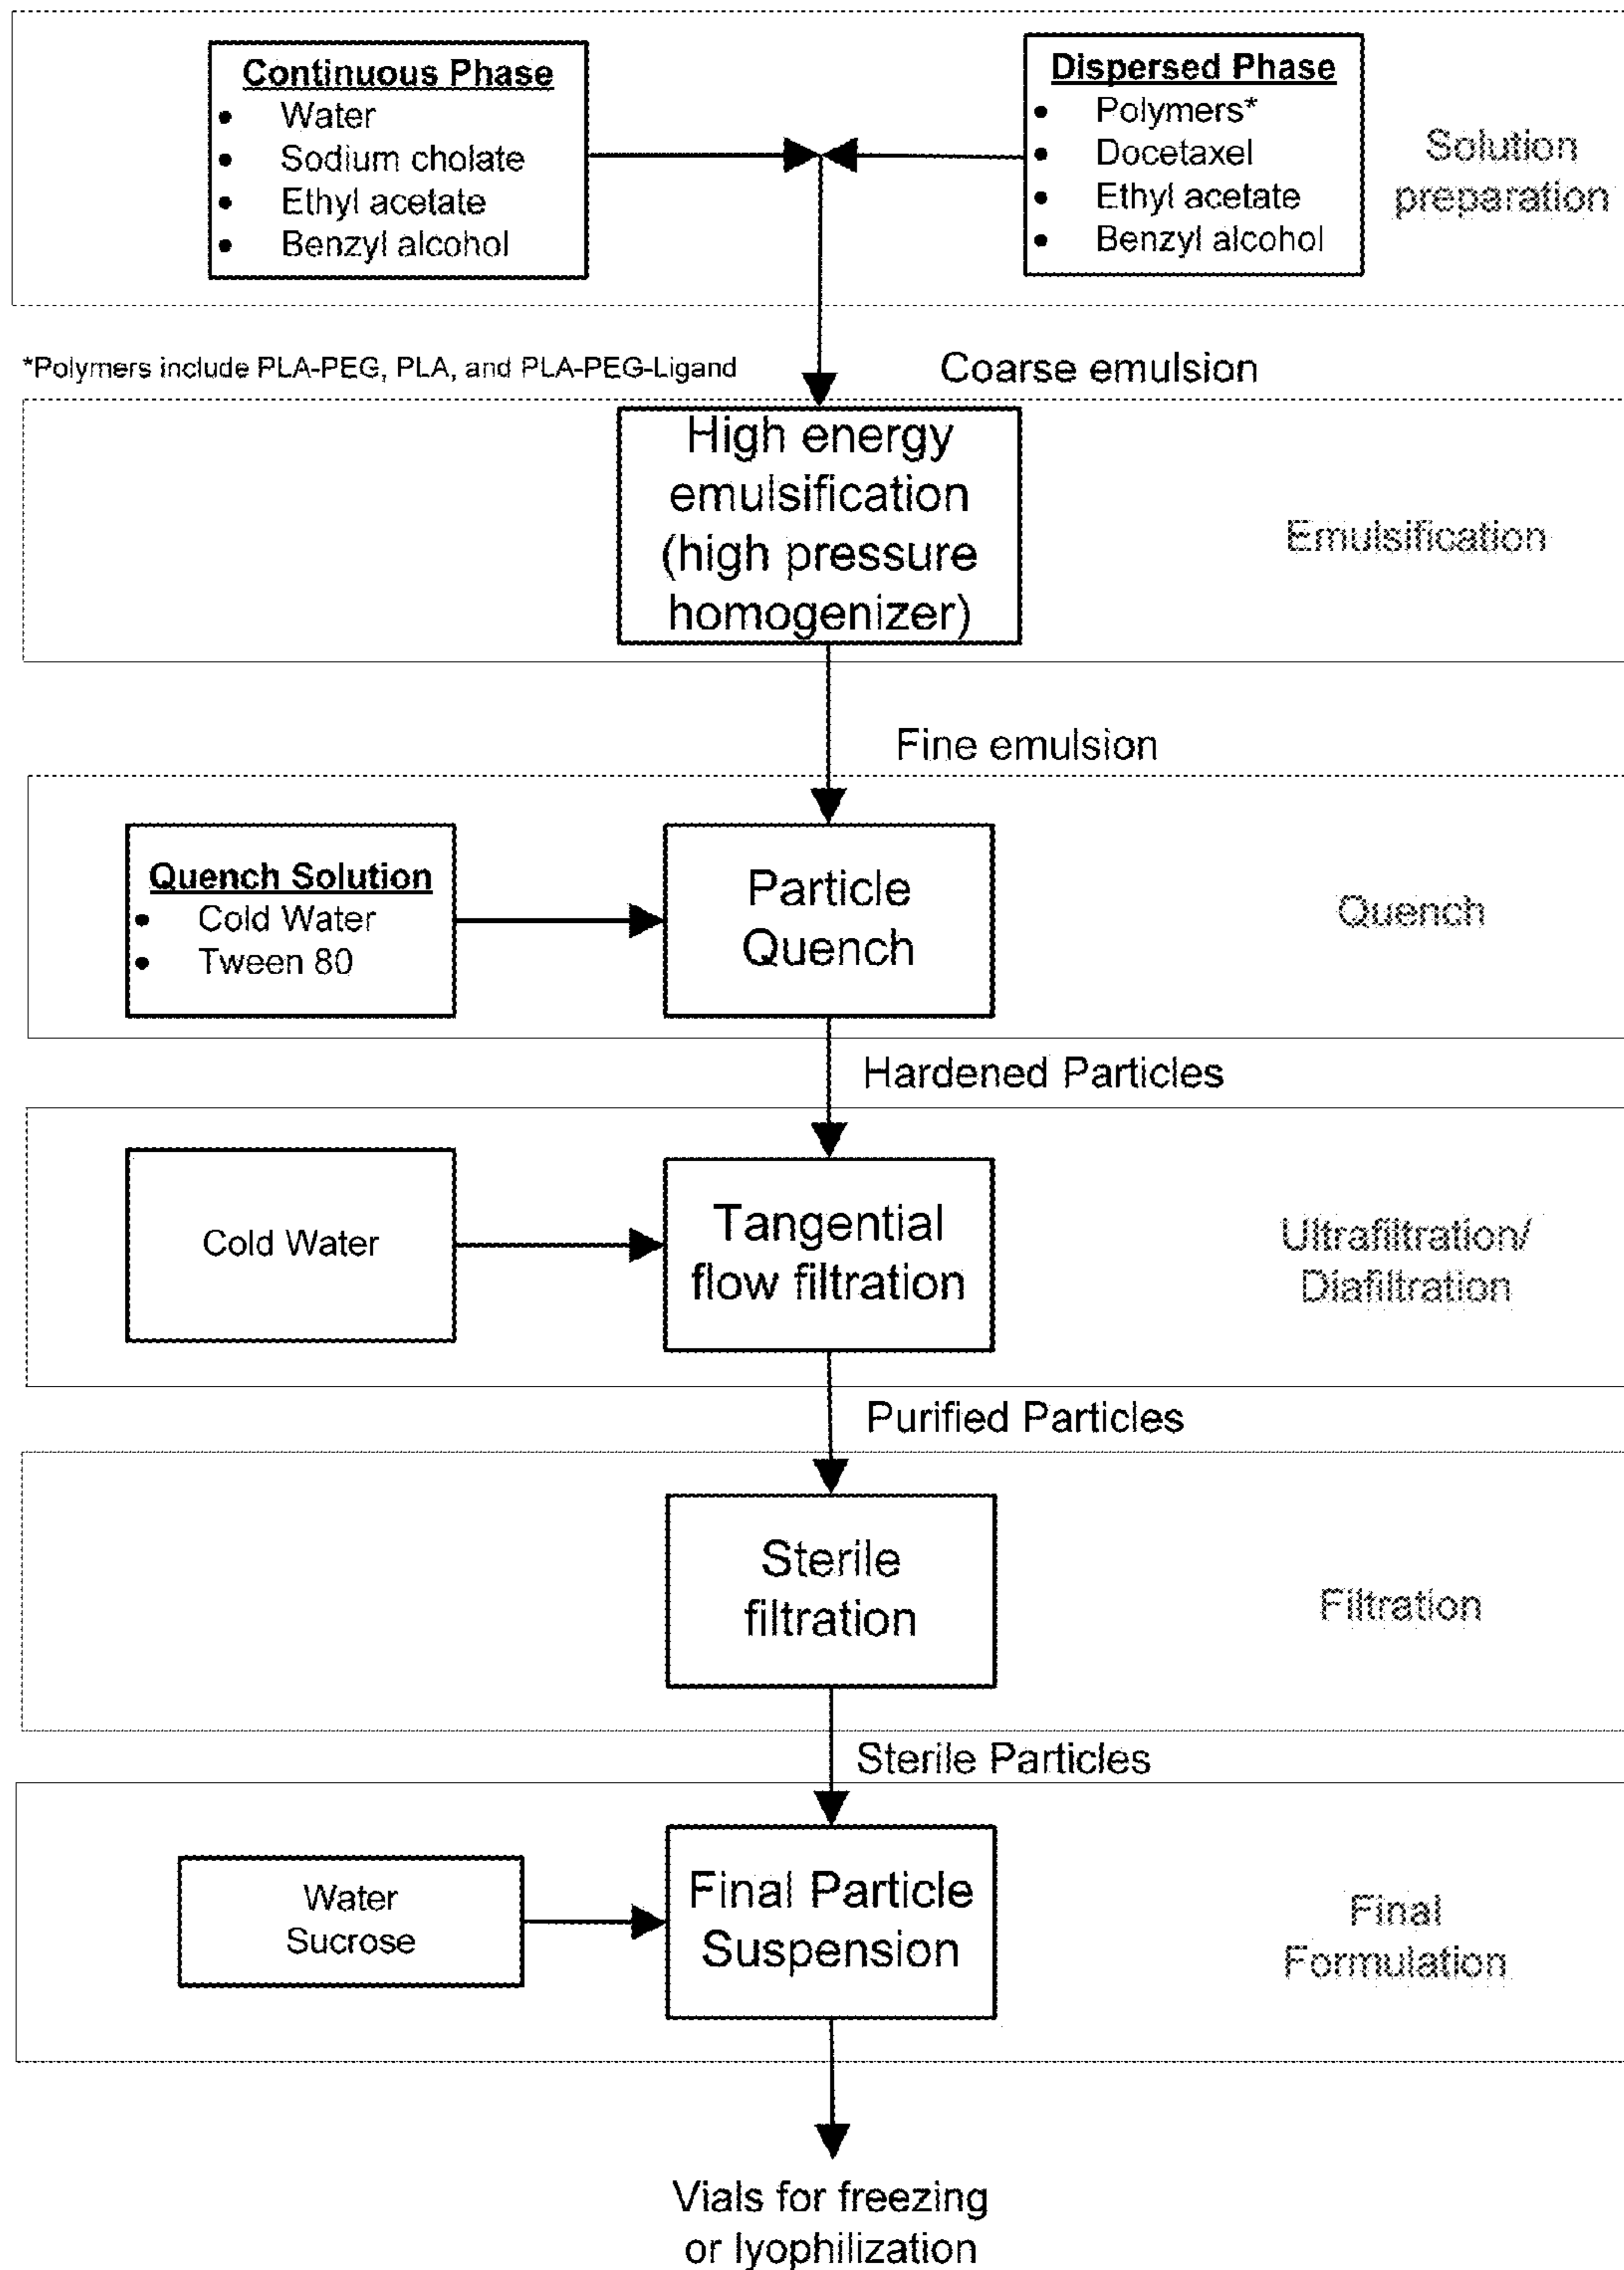 Continuous Phase
• Water
• Sodium cholate
• Ethyl acetate
• Benzyl alcohol
Dispersed Phase
• Polymers*
• Docetaxel
• Ethyl acetate
• Benzyl alcohol
Solution
preparation
*Polymers include PLA-PEG, PLA, and PLA-PEG-Ligand
Coarse emulsion
High energy
emulsification
(high pressure
homogenizer)
Emulsification
Fine emulsion
Quench Solution
• Cold Water
• Tween 80
Particle
Quench
Quench
Hardened Particles
Cold Water
Tangential
flow filtration
Ultrafiltration/
Diafiltration
Purified Particles
Sterile
filtration
Filtration
Sterile Particles
Water
Sucrose
Final Particle
Suspension
Final
Formulation
Vials for freezing
or lyophilization